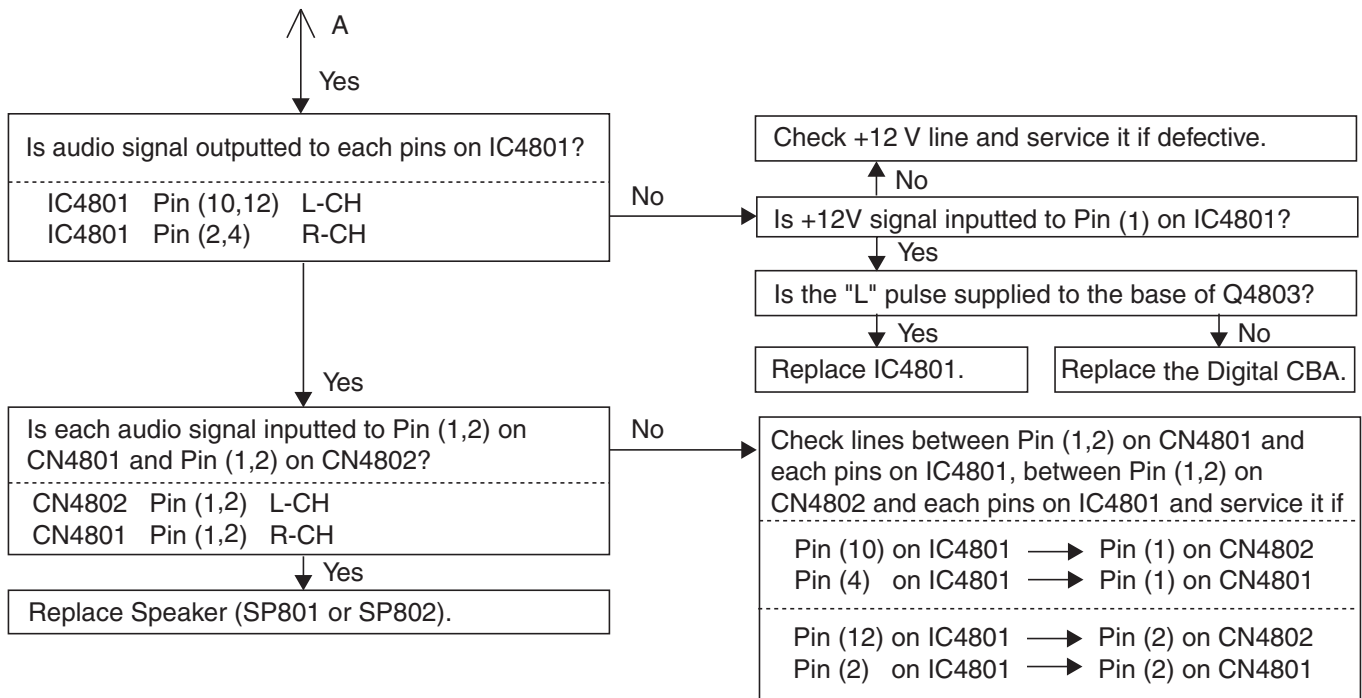 A
Yes
Is audio signal outputted to each pins on IC4801?
IC4801 Pin (10,12) L-CH
IC4801 Pin (2,4) R-CH
No
Check +12 V line and service it if defective.
No
Is +12V signal inputted to Pin (1) on IC4801?
Yes
Is the "L" pulse supplied to the base of Q4803?
Yes
No
Replace IC4801.
Replace the Digital CBA.
Yes
Is each audio signal inputted to Pin (1,2) on
CN4801 and Pin (1,2) on CN4802?
CN4802 Pin (1,2) L-CH
CN4801 Pin (1,2) R-CH
No
Check lines between Pin (1,2) on CN4801 and
each pins on IC4801, between Pin (1,2) on
CN4802 and each pins on IC4801 and service it if
Pin (10) on IC4801 Pin (1) on CN4802
Pin (4) on IC4801 Pin (1) on CN4801
Pin (12) on IC4801 Pin (2) on CN4802
Pin (2) on IC4801 Pin (2) on CN4801
Yes
Replace Speaker (SP801 or SP802).